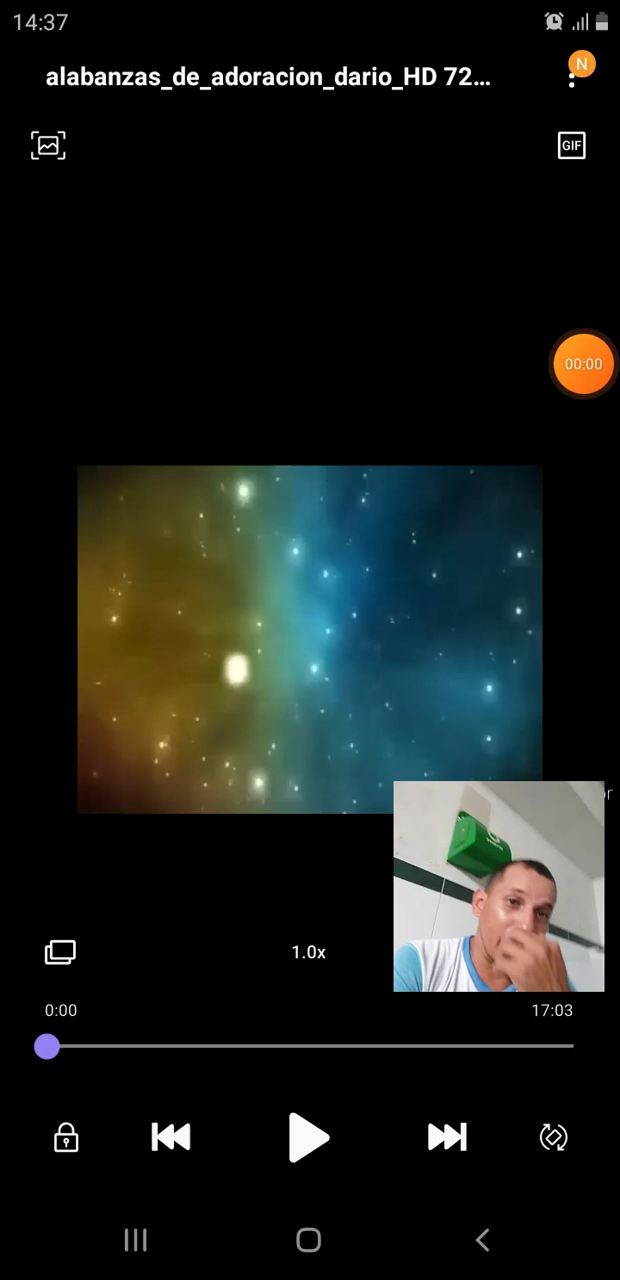 14:37
alabanzas_de_adoracion_dario_HD 72...
N
GIF
00:00
1.0x
0:00
17:03